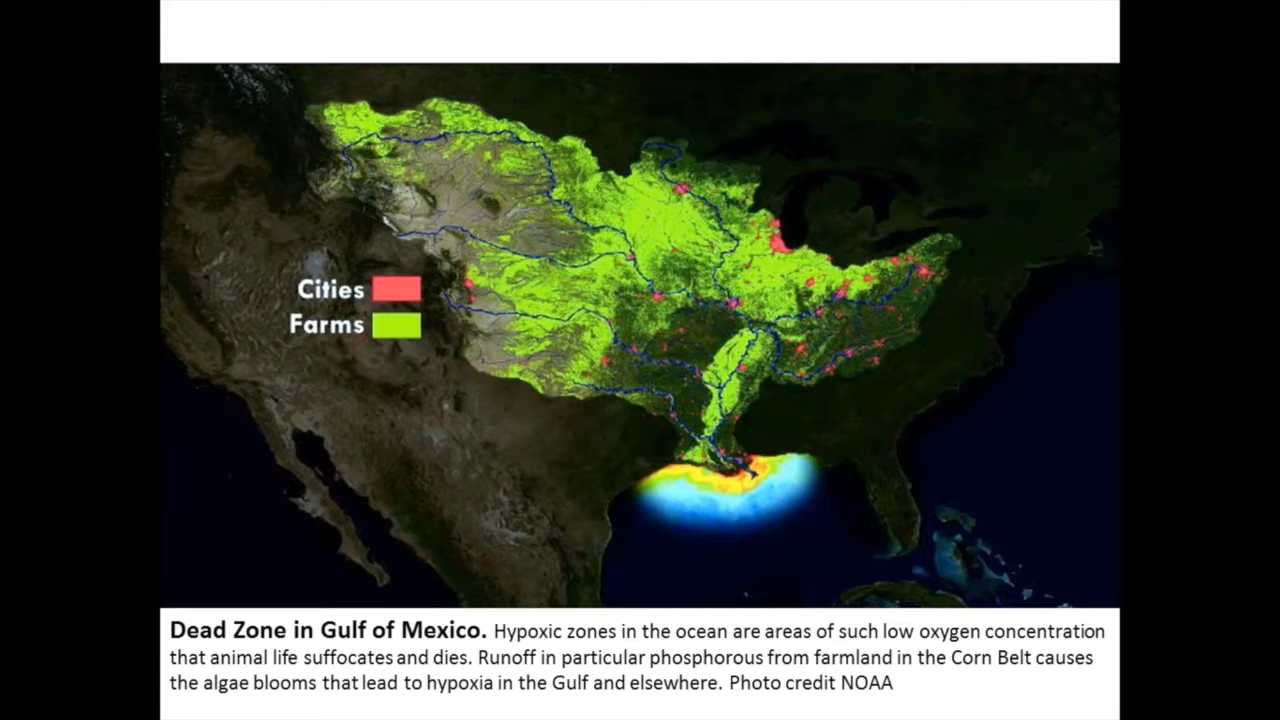 Cities
Farms
Dead Zone in Gulf of Mexico. Hypoxic zones in the ocean are areas of such low oxygen concentration
that animal life suffocates and dies. Runoff in particular phosphorous from farmland in the Corn Belt causes
the algae blooms that lead to hypoxia in the Gulf and elsewhere. Photo credit NOAA